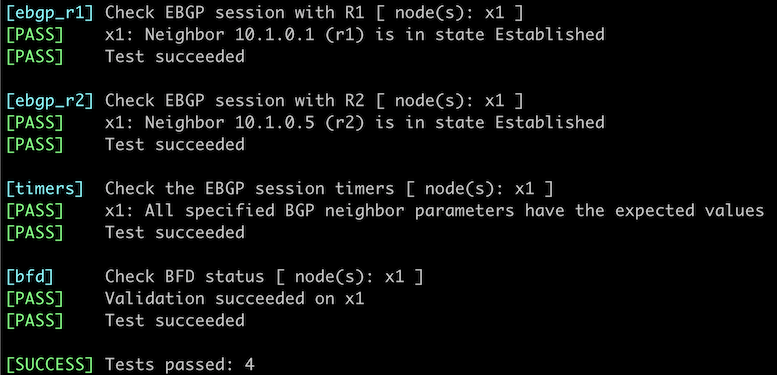 [ebgp_r1] Check EBGP session with R1 [ node(s): x1 ]
[PASS]    x1: Neighbor 10.1.0.1 (r1) is in state Established
[PASS]    Test succeeded

[ebgp_r2] Check EBGP session with R2 [ node(s): x1 ]
[PASS]    x1: Neighbor 10.1.0.5 (r2) is in state Established
[PASS]    Test succeeded

[timers]  Check the EBGP session timers [ node(s): x1 ]
[PASS]    x1: All specified BGP neighbor parameters have the expected values
[PASS]    Test succeeded

[bfd]     Check BFD status [ node(s): x1 ]
[PASS]    Validation succeeded on x1
[PASS]    Test succeeded

[SUCCESS] Tests passed: 4